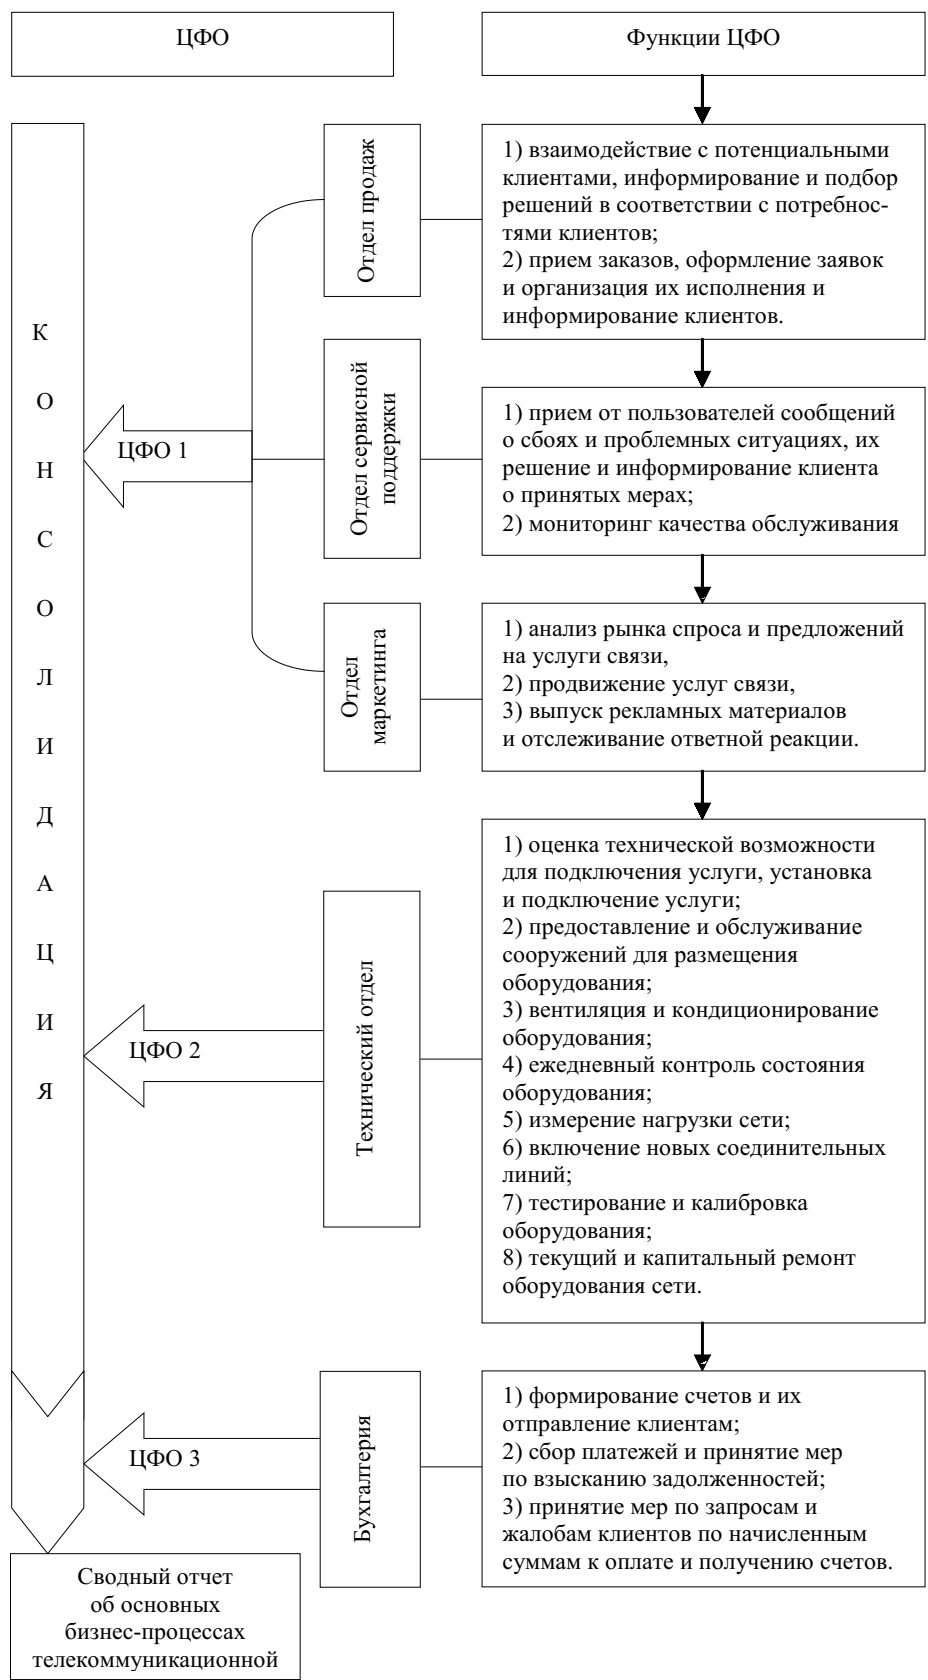 ЦФО
Функции ЦФО
КОНСОЛИДАЦИЯ
ЦФО 1
Отдел продаж
1) взаимодействие с потенциальными
клиентами, информирование и подбор
решений в соответствии с потребнос-
тями клиентов;
2) прием заказов, оформление заявок
и организация их исполнения и
информирование клиентов.
Отдел сервисной
поддержки
1) прием от пользователей сообщений
о сбоях и проблемных ситуациях, их
решение и информирование клиента
о принятых мерах;
2) мониторинг качества обслуживания
Отдел
маркетинга
1) анализ рынка спроса и предложений
на услуги связи,
2) продвижение услуг связи,
3) выпуск рекламных материалов
и отслеживание ответной реакции.
ЦФО 2
Технический отдел
1) оценка технической возможности
для подключения услуги, установка
и подключение услуги;
2) предоставление и обслуживание
сооружений для размещения
оборудования;
3) вентиляция и кондиционирование
оборудования;
4) ежедневный контроль состояния
оборудования;
5) измерение нагрузки сети;
6) включение новых соединительных
линий;
7) тестирование и калибровка
оборудования;
8) текущий и капитальный ремонт
оборудования сети.
ЦФО 3
Бухгалтерия
1) формирование счетов и их
отправление клиентам;
2) сбор платежей и принятие мер
по взысканию задолженностей;
3) принятие мер по запросам и
жалобам клиентов по начисленным
суммам к оплате и получению счетов.
Сводный отчет
об основных
бизнес-процессах
телекоммуникационной